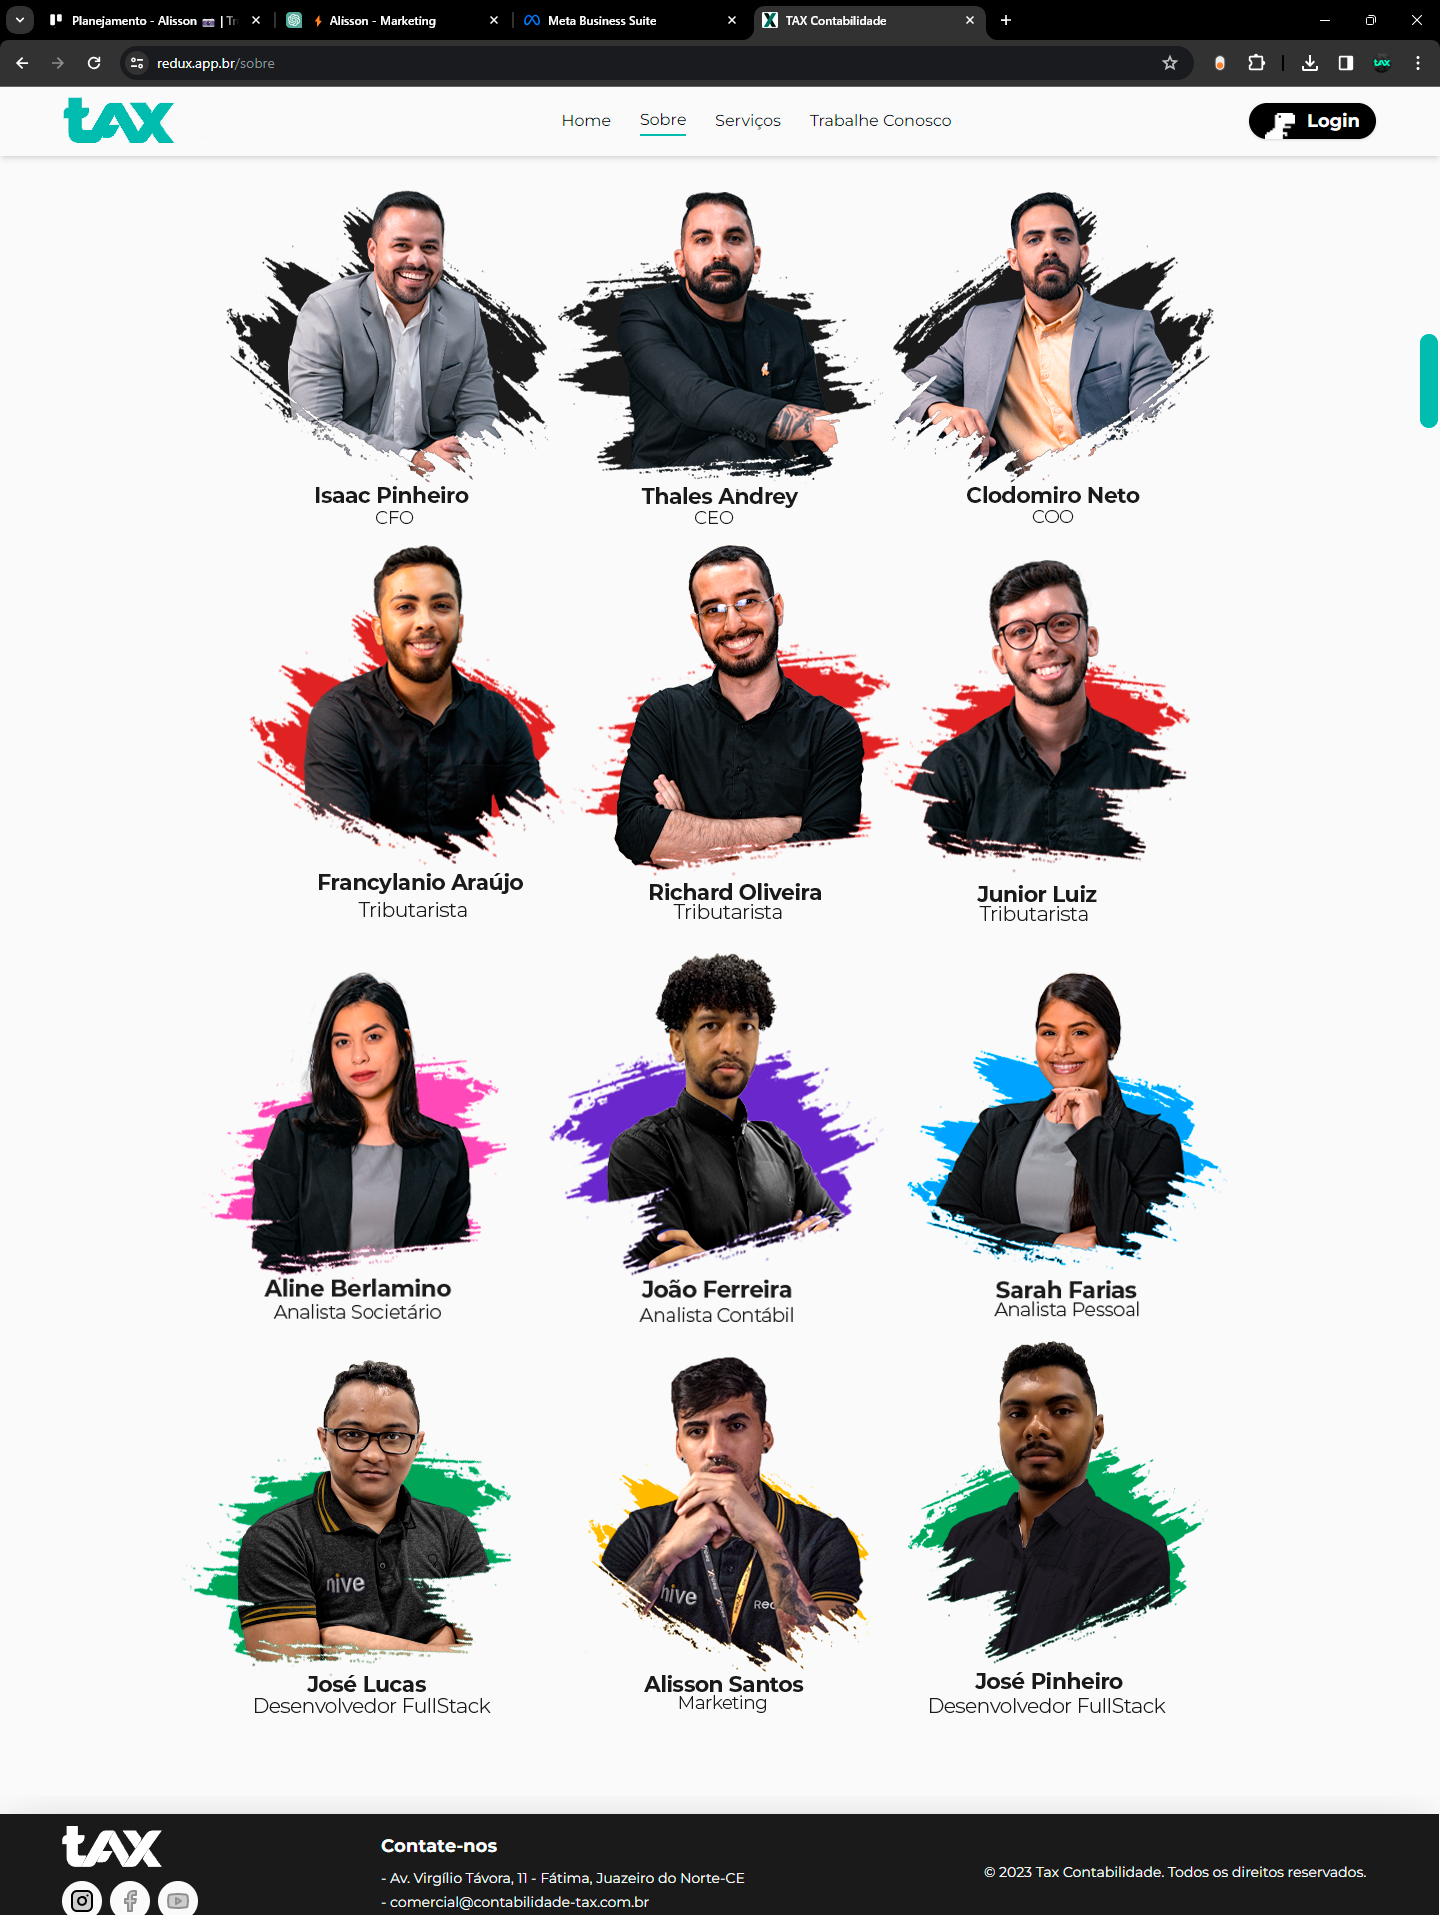 Planejamento - Alisson
Alisson - Marketing
Meta Business Suite
TAX Contabilidade
redux.app.br/sobre
tax
Home
Sobre
Serviços
Trabalhe Conosco
Login
Isaac Pinheiro
CFO
Thales Andrey
CEO
Clodomiro Neto
COO
Francylanio Araújo
Tributarista
Richard Oliveira
Tributarista
Junior Luiz
Tributarista
Aline Berlamino
Analista Societário
João Ferreira
Analista Contábil
Sarah Farias
Analista Pessoal
nive
José Lucas
Desenvolvedor FullStack
Alisson Santos
Marketing
José Pinheiro
Desenvolvedor FullStack
tax
Contate-nos
- Av. Virgílio Távora, 11 - Fátima, Juazeiro do Norte-CE
- comercial@contabilidade-tax.com.br
© 2023 Tax Contabilidade. Todos os direitos reservados.